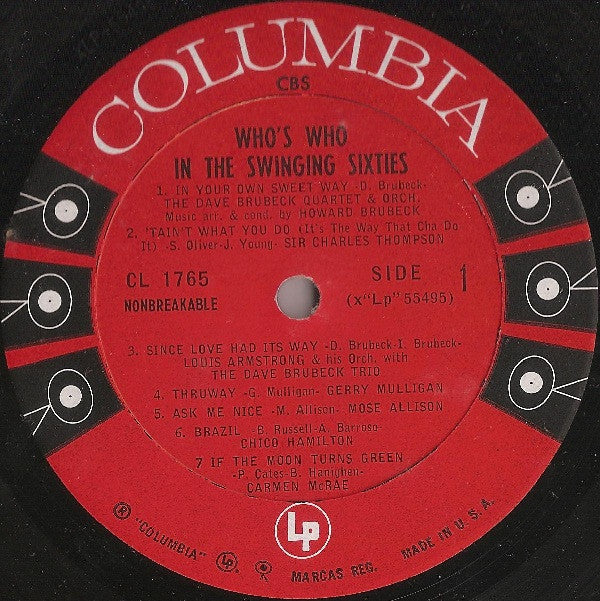 COLUMBIA
CBS
WHO'S WHO
IN THE SWINGING SIXTIES
1. IN YOUR OWN SWEET WAY -D. Brubeck-
THE DAVE BRUBECK QUARTET & ORCH.
Music arr. & cond. by HOWARD BRUBECK
2. 'TAIN'T WHAT YOU DO (It's The Way That Cha Do
It) -S. Oliver-J. Young- SIR CHARLES THOMPSON
CL 1765
NONBREAKABLE
SIDE 1
(x"Lp"55495)
3. SINCE LOVE HAD ITS WAY -D. Brubeck-I. Brubeck-
LOUIS ARMSTRONG & his Orch. with
THE DAVE BRUBECK TRIO
4. THRUWAY -G. Mulligan- GERRY MULLIGAN
5. ASK ME NICE -M. Allison- MOSE ALLISON
6. BRAZIL -B. Russell-A. Barroso-
CHICO HAMILTON
7 IF THE MOON TURNS GREEN
-P. Cates-B. Hanighen-
CARMEN McRAE
Lp
® "COLUMBIA" Lp. MARCAS REG. MADE IN U.S.A.